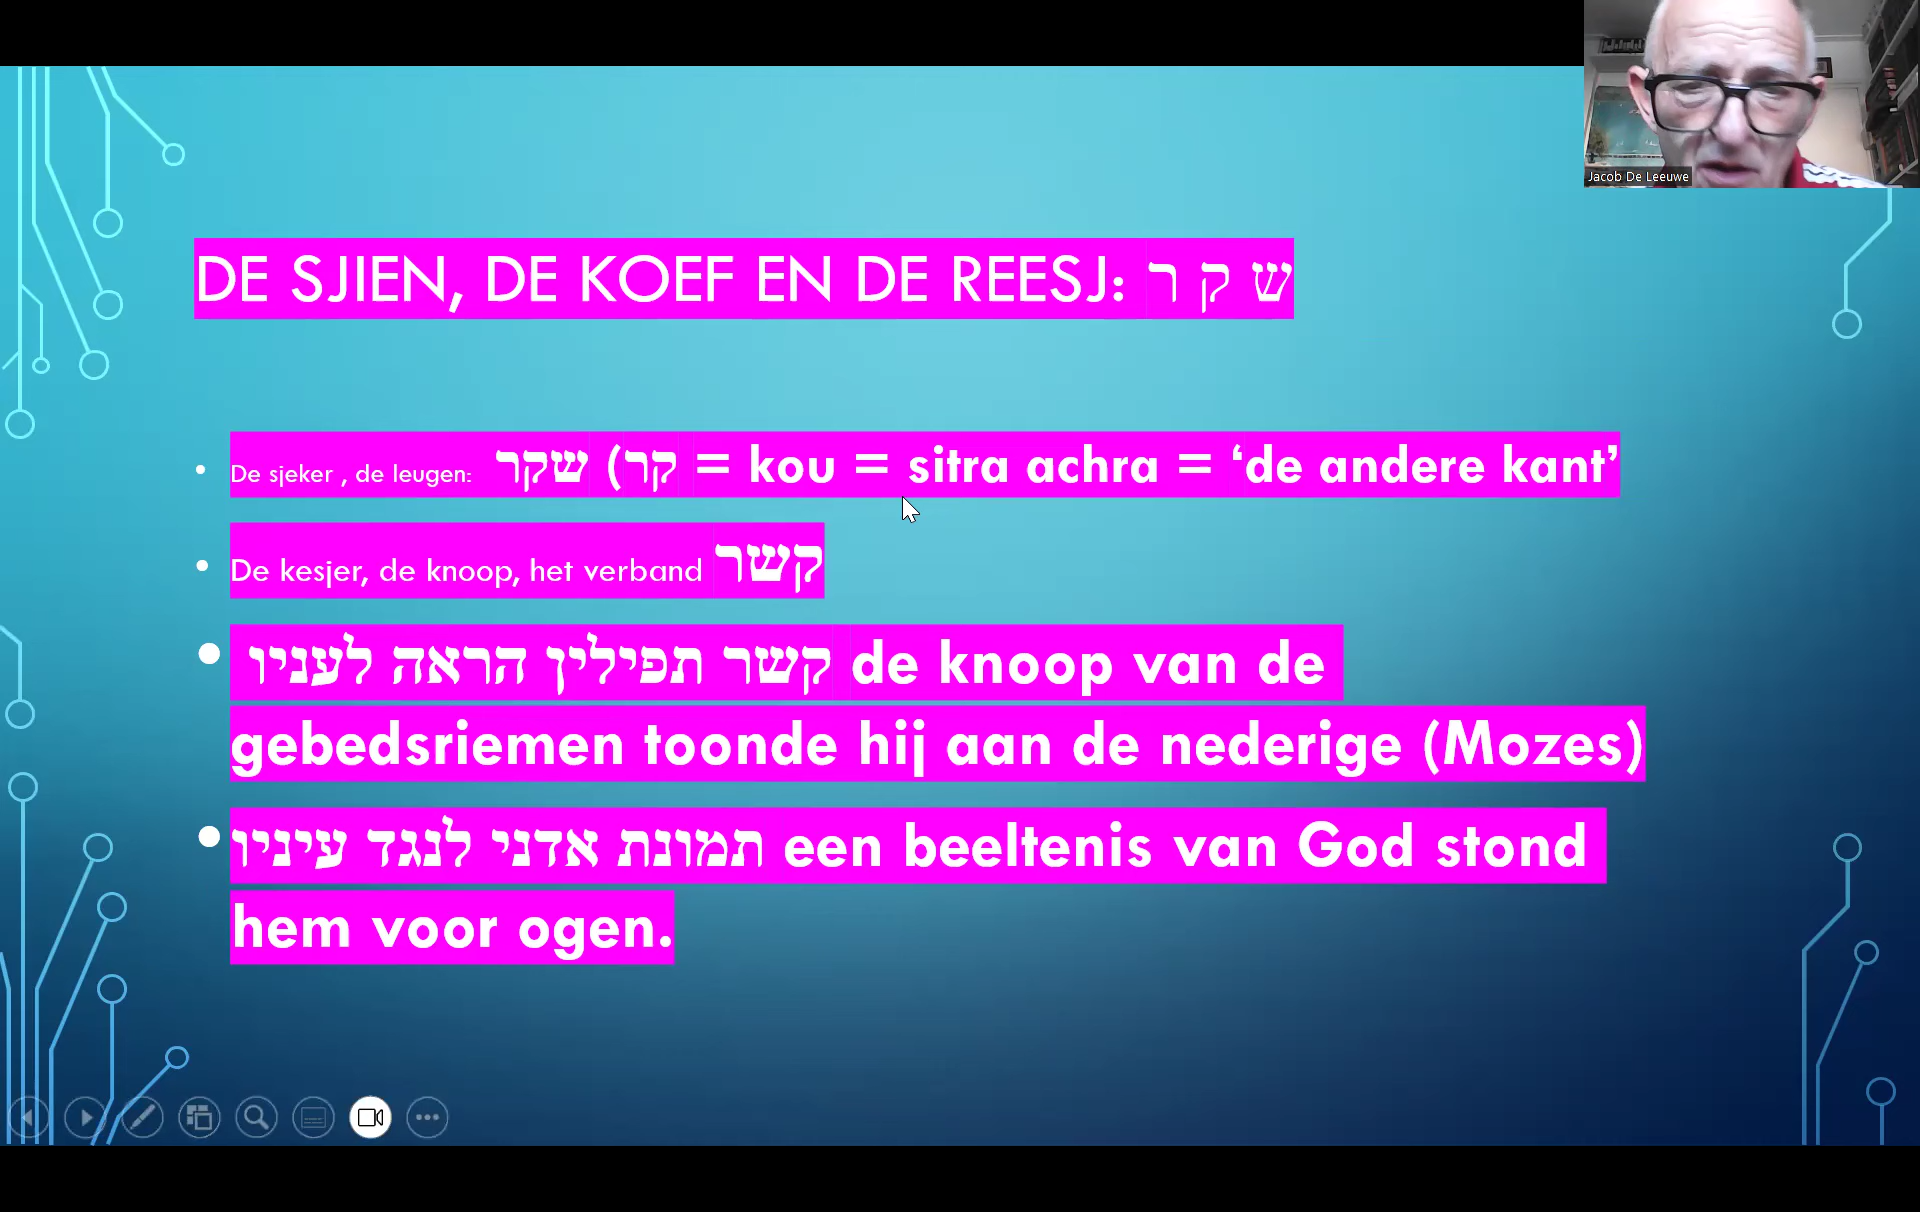 Jacob De Leeuwe
DE SJIEN, DE KOEF EN DE REESJ: ש ק ר
De sjeker , de leugen: שקר (קר = kou = sitra achra = ‘de andere kant’
De kesjer, de knoop, het verband קשר
קשר תפילין הראה לעניו de knoop van de
gebedsriemen toonde hij aan de nederige (Mozes)
תמונת אדני לנגד עיניו een beeltenis van God stond
hem voor ogen.